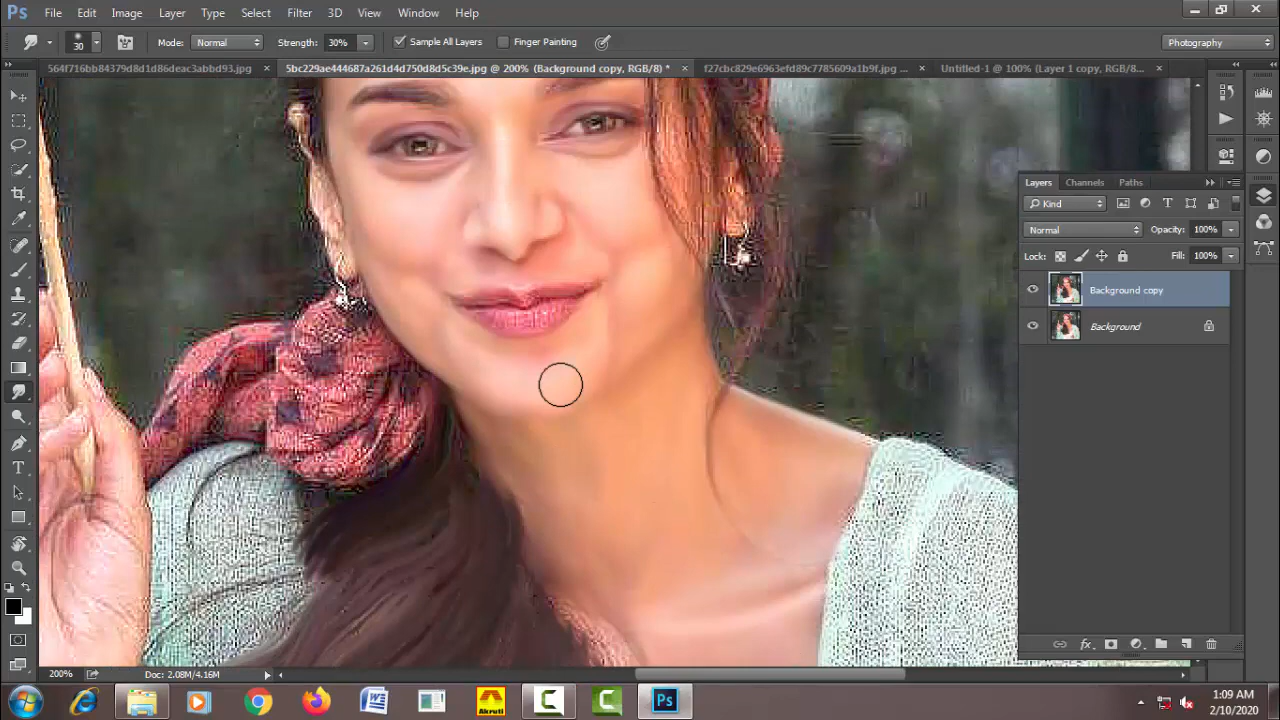 Ps File Edit Image Layer Type Select Filter 3D View Window Help
30 Mode: Normal Strength: 30% Sample All Layers Finger Painting Photography
564f716bb84379d8d1d86deac3abbd93.jpg 5bc229ae444687a261d4d750d8d5c39e.jpg @ 200% (Background copy, RGB/8) * f27cbc829e6963efd89c7785609a1b9f.jpg ... Untitled-1 @ 100% (Layer 1 copy, RGB/8...
Layers Channels Paths
Kind
Normal Opacity: 100%
Lock: Fill: 100%
Background copy
Background
200% Doc: 2.08M/4.16M
Akruti
Ps
1:09 AM
2/10/2020